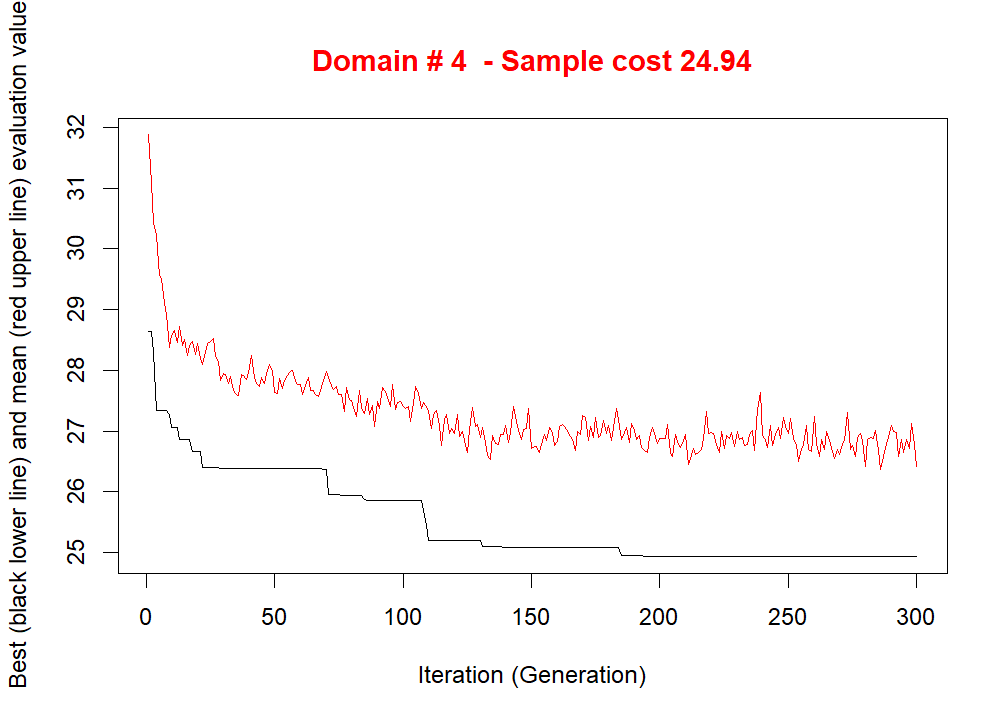 Domain # 4  - Sample cost 24.94
Best (black lower line) and mean (red upper line) evaluation value
32
31
30
29
28
27
26
25
0 50 100 150 200 250 300
Iteration (Generation)